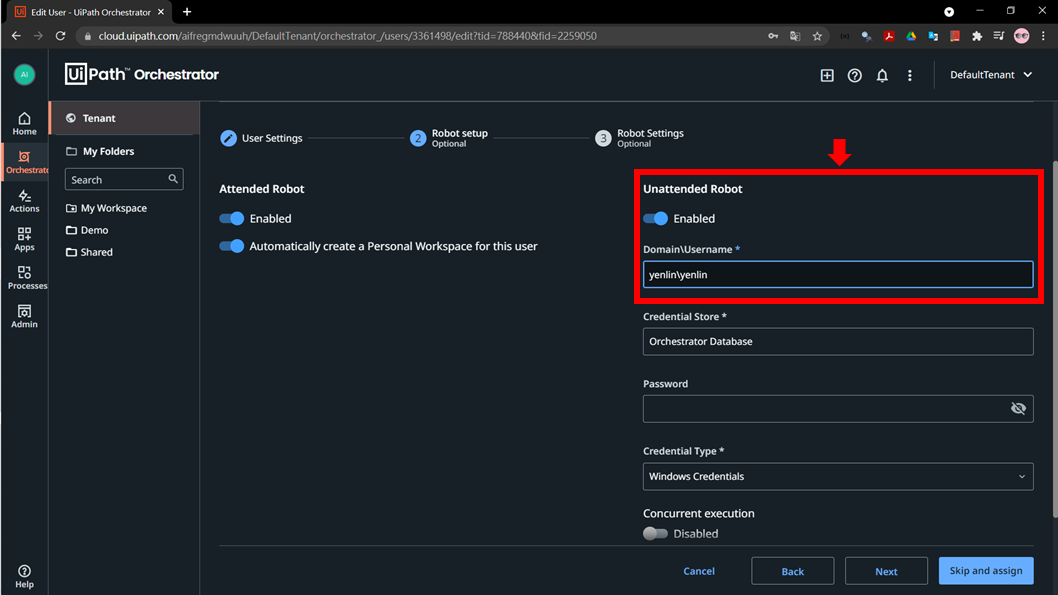 Edit User - UiPath Orchestrator
cloud.uipath.com/aifregmdwuuh/DefaultTenant/orchestrator_/users/3361498/edit?tid=788440&fid=2259050
AI
UiPath™ Orchestrator
DefaultTenant
Home
Orchestrato
Actions
Apps
Processes
Admin
Help
Tenant
My Folders
Search
My Workspace
Demo
Shared
User Settings
2
Robot setup
Optional
3
Robot Settings
Optional
Attended Robot
Enabled
Automatically create a Personal Workspace for this user
Unattended Robot
Enabled
Domain\Username *
yenlin\yenlin
Credential Store *
Orchestrator Database
Password
Credential Type *
Windows Credentials
Concurrent execution
Disabled
Cancel
Back
Next
Skip and assign